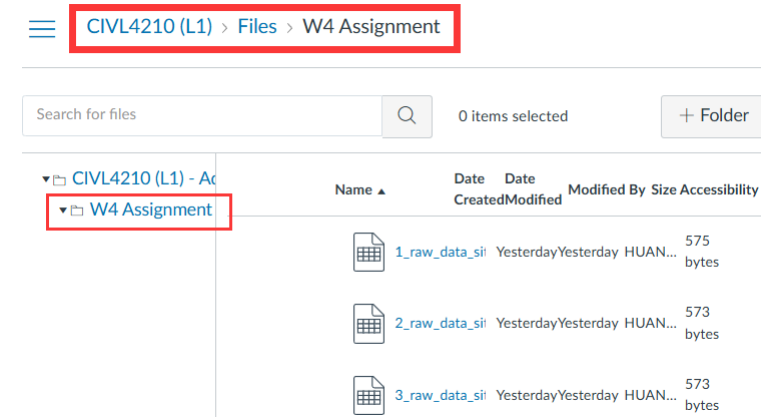 CIVL4210 (L1) > Files > W4 Assignment
Search for files
0 items selected
+ Folder
CIVL4210 (L1) - Ad
W4 Assignment
Name Date Created Date Modified Modified By Size Accessibility
1_raw_data_sit Yesterday Yesterday HUAN... 575 bytes
2_raw_data_sit Yesterday Yesterday HUAN... 573 bytes
3_raw_data_sit Yesterday Yesterday HUAN... 573 bytes